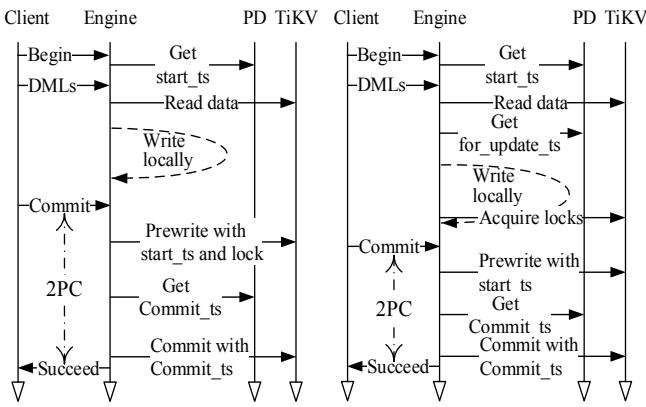 Client Engine PD TiKV
Begin
Get
start_ts
DMLs
Read data
Write
locally
Commit
Prewrite with
start_ts and lock
2PC
Get
Commit_ts
Commit with
Commit_ts
Succeed
Client Engine PD TiKV
Begin
Get
start_ts
DMLs
Read data
Get
for_update_ts
Write
locally
Acquire locks
Commit
Prewrite with
start_ts
2PC
Get
Commit_ts
Commit with
Commit_ts
Succeed